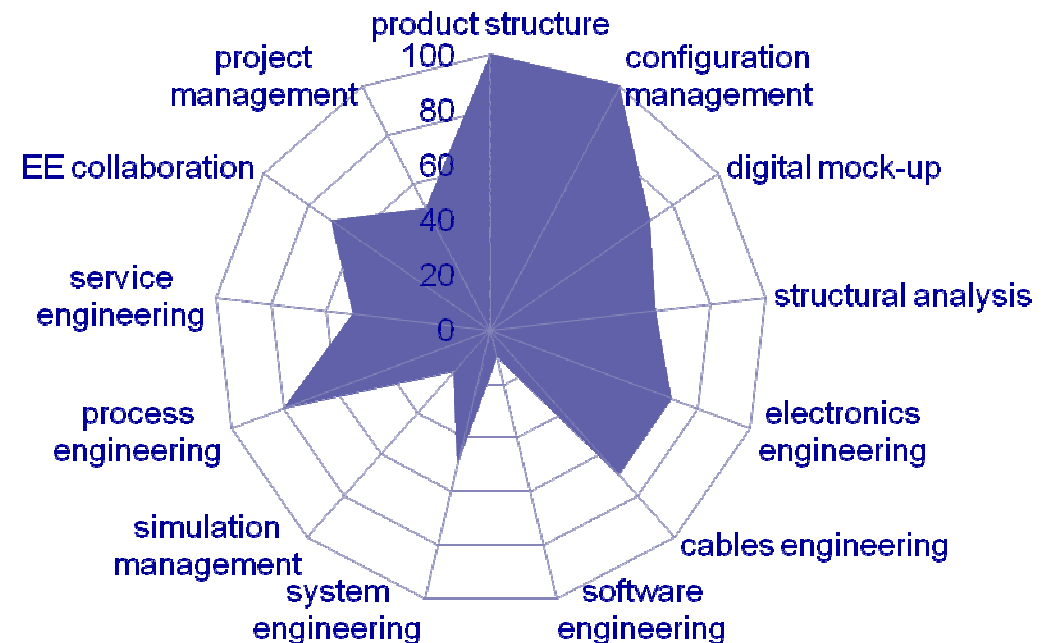 product structure
configuration
management
digital mock-up
structural analysis
electronics
engineering
cables engineering
software
engineering
system
engineering
simulation
management
process
engineering
service
engineering
EE collaboration
project
management
100
80
60
40
20
0